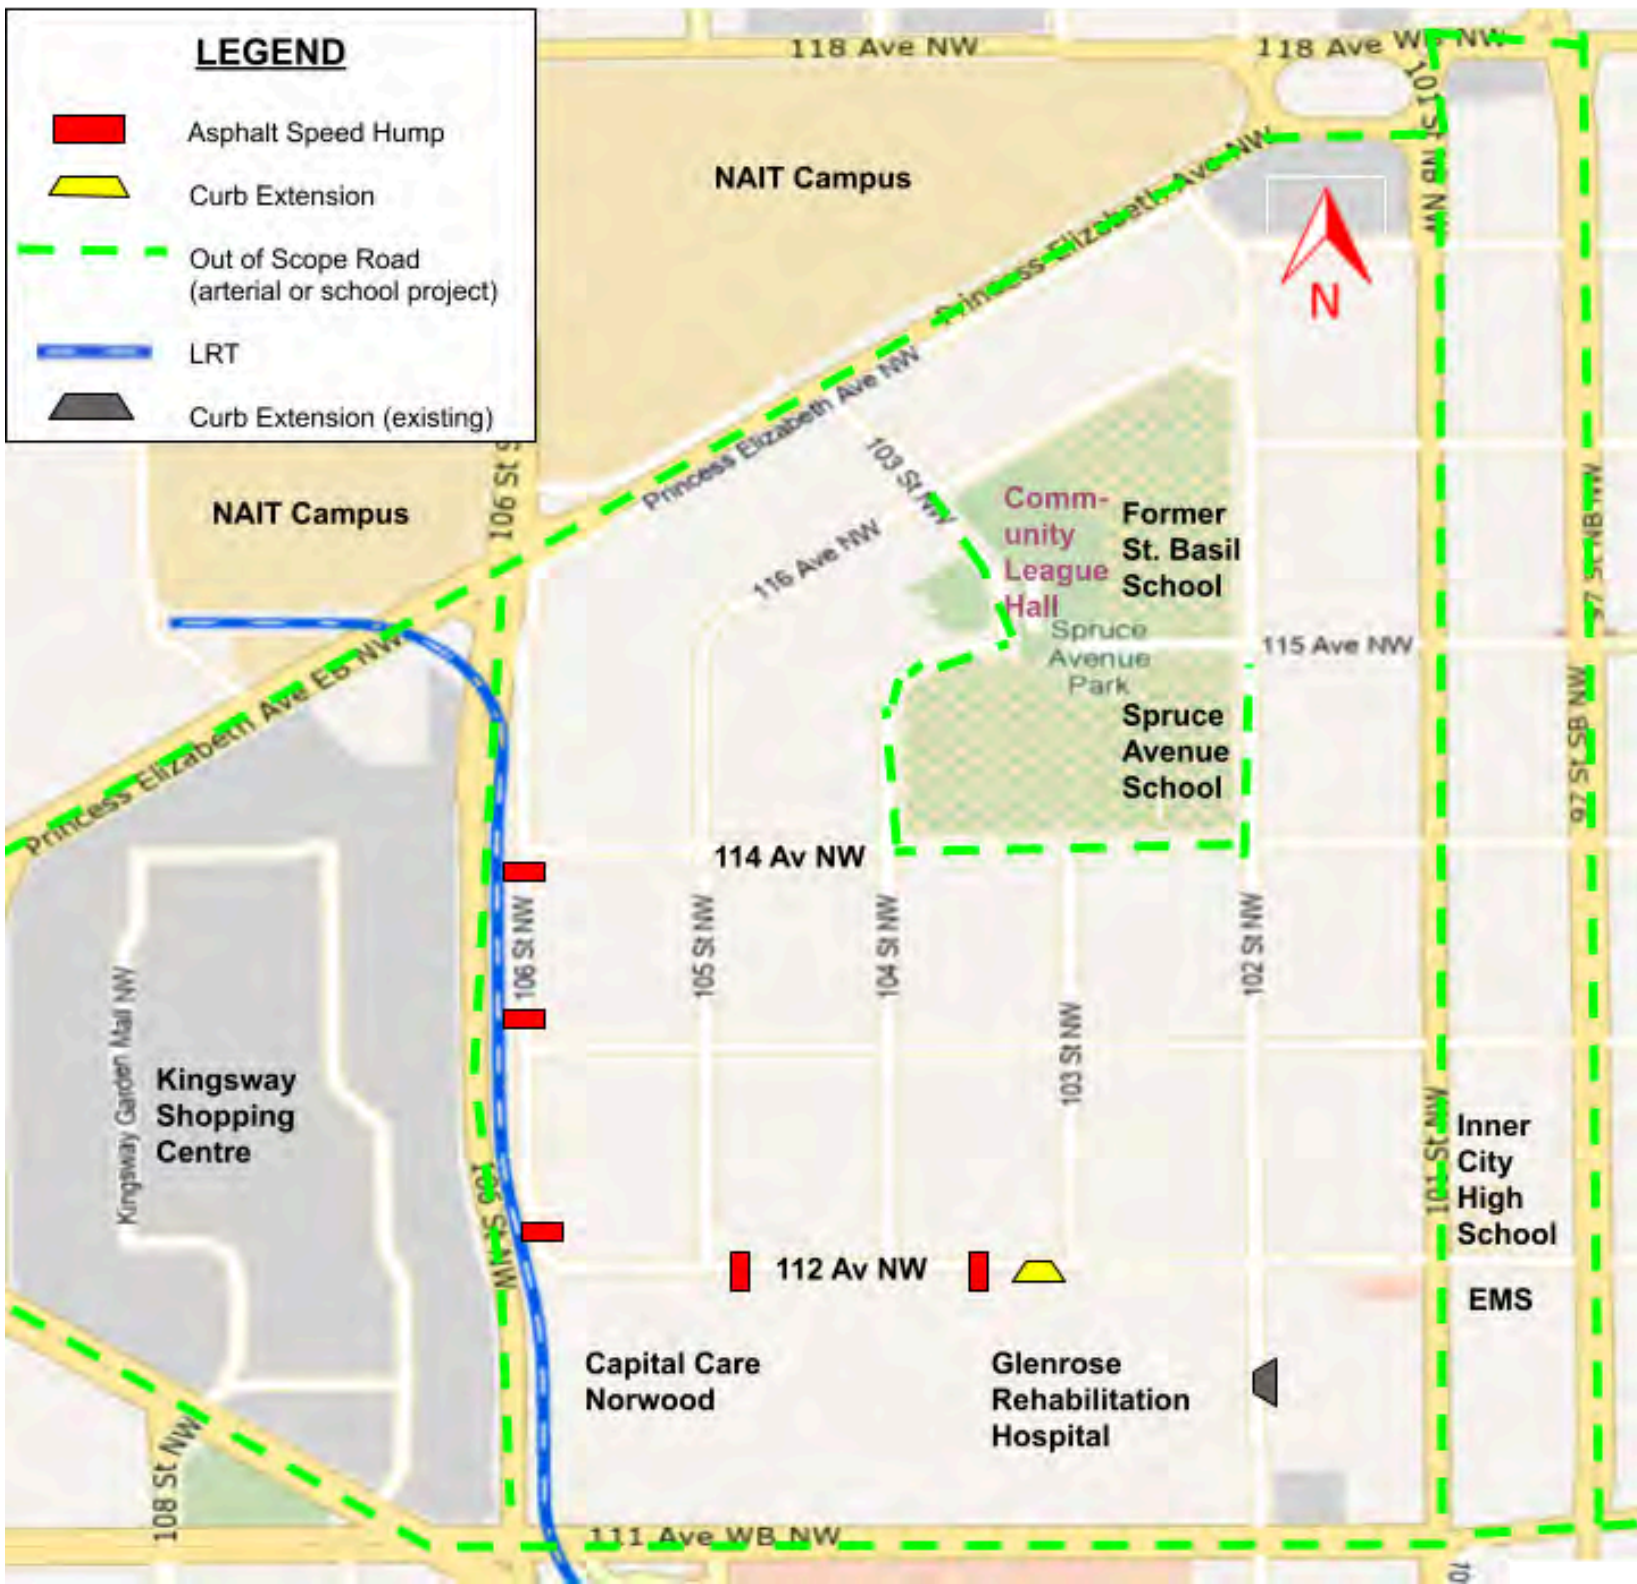 LEGEND
Asphalt Speed Hump
Curb Extension
Out of Scope Road
(arterial or school project)
LRT
Curb Extension (existing)
118 Ave NW
118 Ave WB NW
101 St NB NW
NAIT Campus
N
Princess Elizabeth Ave NW
Princess Elizabeth Ave NW
103 St NW
NAIT Campus
106 St S
116 Ave NW
Comm-
unity
League
Hall
Former
St. Basil
School
97 St NB NW
Spruce
Avenue
Park
115 Ave NW
Princess Elizabeth Ave EB NW
Spruce
Avenue
School
97 St SB NW
114 Av NW
106 St NW
105 St NW
104 St NW
102 St NW
103 St NW
Kingsway Garden Mall NW
Kingsway
Shopping
Centre
106 St NW
101 St NW
Inner
City
High
School
112 Av NW
EMS
Capital Care
Norwood
Glenrose
Rehabilitation
Hospital
108 St NW
111 Ave WB NW
10